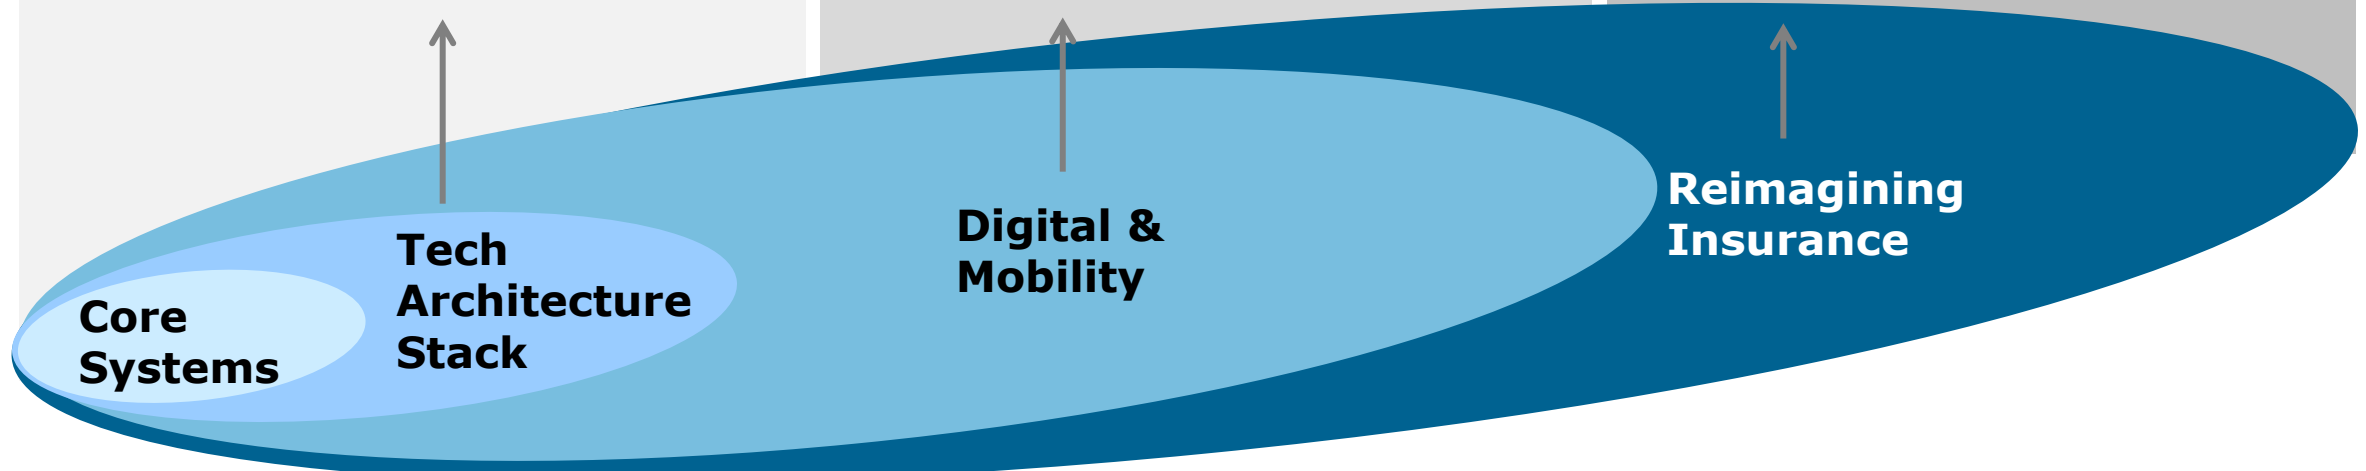 Core
Systems
Tech
Architecture
Stack
Digital &
Mobility
Reimagining
Insurance